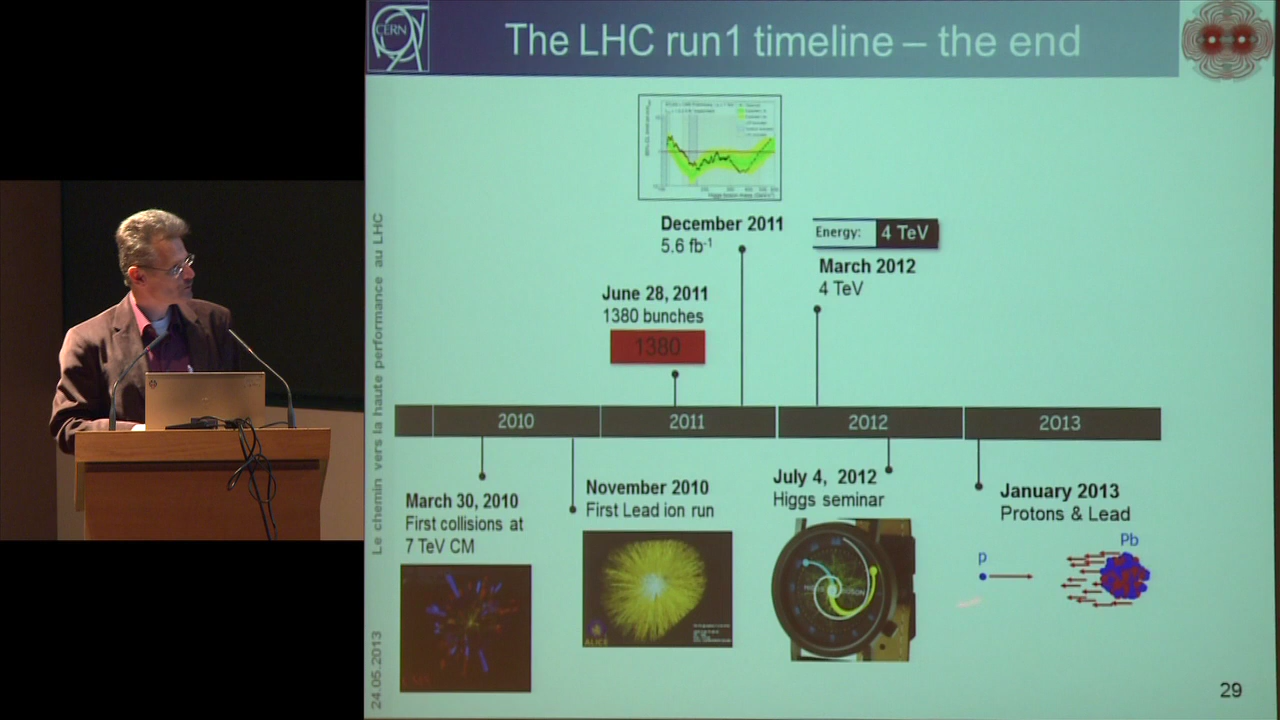 CERN
The LHC run1 timeline – the end
December 2011
5.6 fb-1
Energy: 4 TeV
March 2012
4 TeV
June 28, 2011
1380 bunches
1380
2010
2011
2012
2013
March 30, 2010
First collisions at
7 TeV CM
November 2010
First Lead ion run
ALICE
July 4, 2012
Higgs seminar
HIGGS BOSON
January 2013
Protons & Lead
p
Pb
24.05.2013
Le chemin vers la haute performance au LHC
29